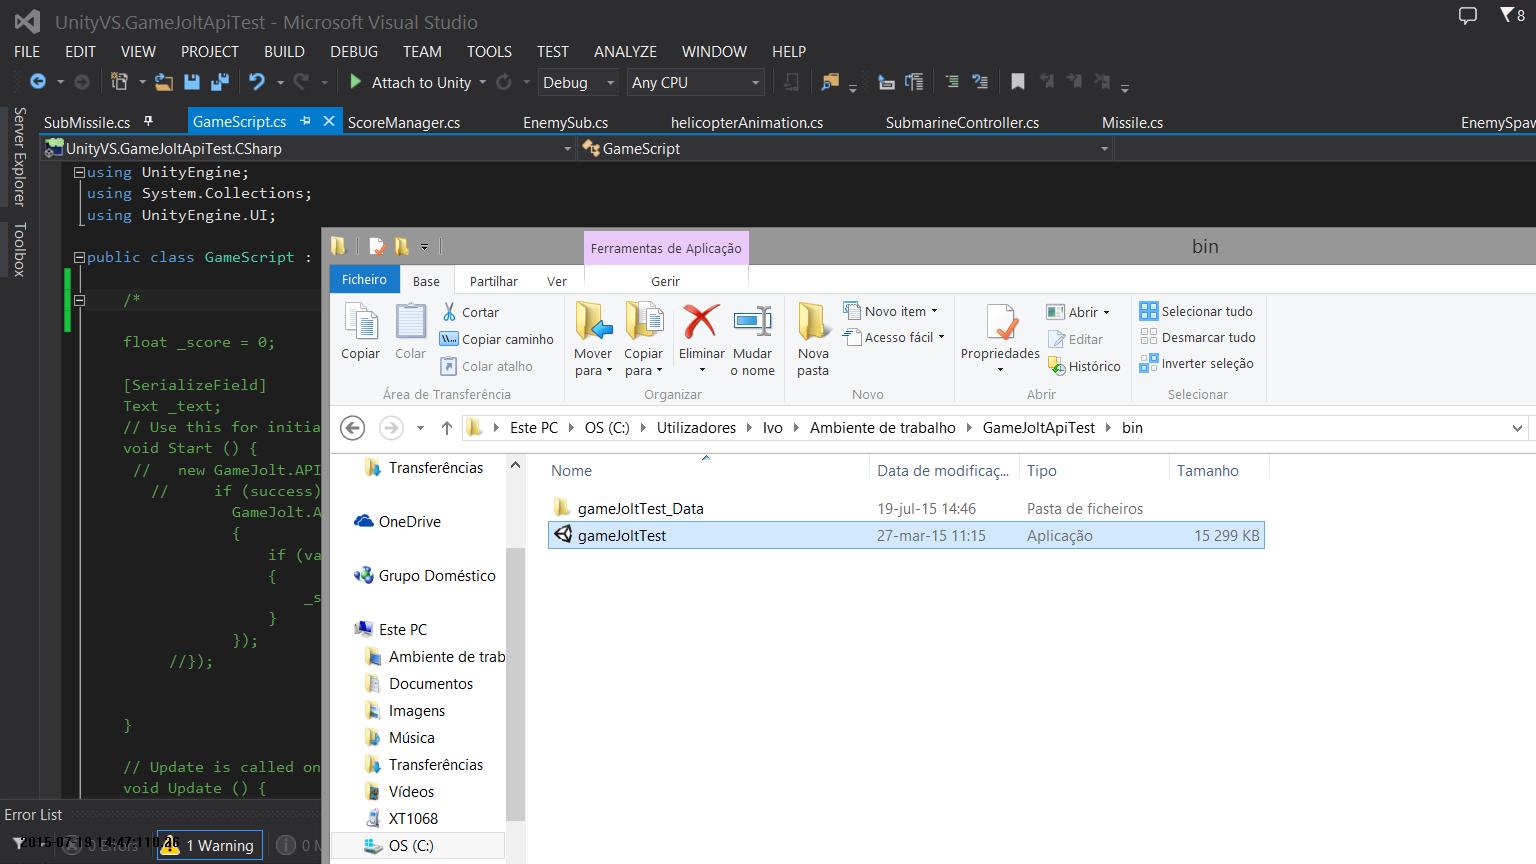 UnityVS.GameJoltApiTest - Microsoft Visual Studio
8
FILE EDIT VIEW PROJECT BUILD DEBUG TEAM TOOLS TEST ANALYZE WINDOW HELP
Attach to Unity Debug Any CPU
Server Explorer
Toolbox
SubMissile.cs GameScript.cs ScoreManager.cs EnemySub.cs helicopterAnimation.cs SubmarineController.cs Missile.cs EnemySpaw
UnityVS.GameJoltApiTest.CSharp GameScript
using UnityEngine;
using System.Collections;
using UnityEngine.UI;
public class GameScript :
/*
float _score = 0;
[SerializeField]
Text _text;
// Use this for initia
void Start () {
// new GameJolt.API
// if (success)
GameJolt.A
{
if (va
{
_s
}
});
//});
}
// Update is called on
void Update () {
Error List
2015-07-19 14:47:110.26
0 Errors 1 Warning 0 M
Ferramentas de Aplicação bin
Ficheiro Base Partilhar Ver Gerir
Copiar
Colar
Cortar
Copiar caminho
Colar atalho
Área de Transferência
Mover para
Copiar para
Eliminar
Mudar o nome
Organizar
Nova pasta
Novo item
Acesso fácil
Novo
Propriedades
Abrir
Editar
Histórico
Abrir
Selecionar tudo
Desmarcar tudo
Inverter seleção
Selecionar
Este PC OS (C:) Utilizadores Ivo Ambiente de trabalho GameJoltApiTest bin
Transferências
OneDrive
Grupo Doméstico
Este PC
Ambiente de trab
Documentos
Imagens
Música
Transferências
Vídeos
XT1068
OS (C:)
Nome Data de modificaç... Tipo Tamanho
gameJoltTest_Data 19-jul-15 14:46 Pasta de ficheiros
gameJoltTest 27-mar-15 11:15 Aplicação 15 299 KB